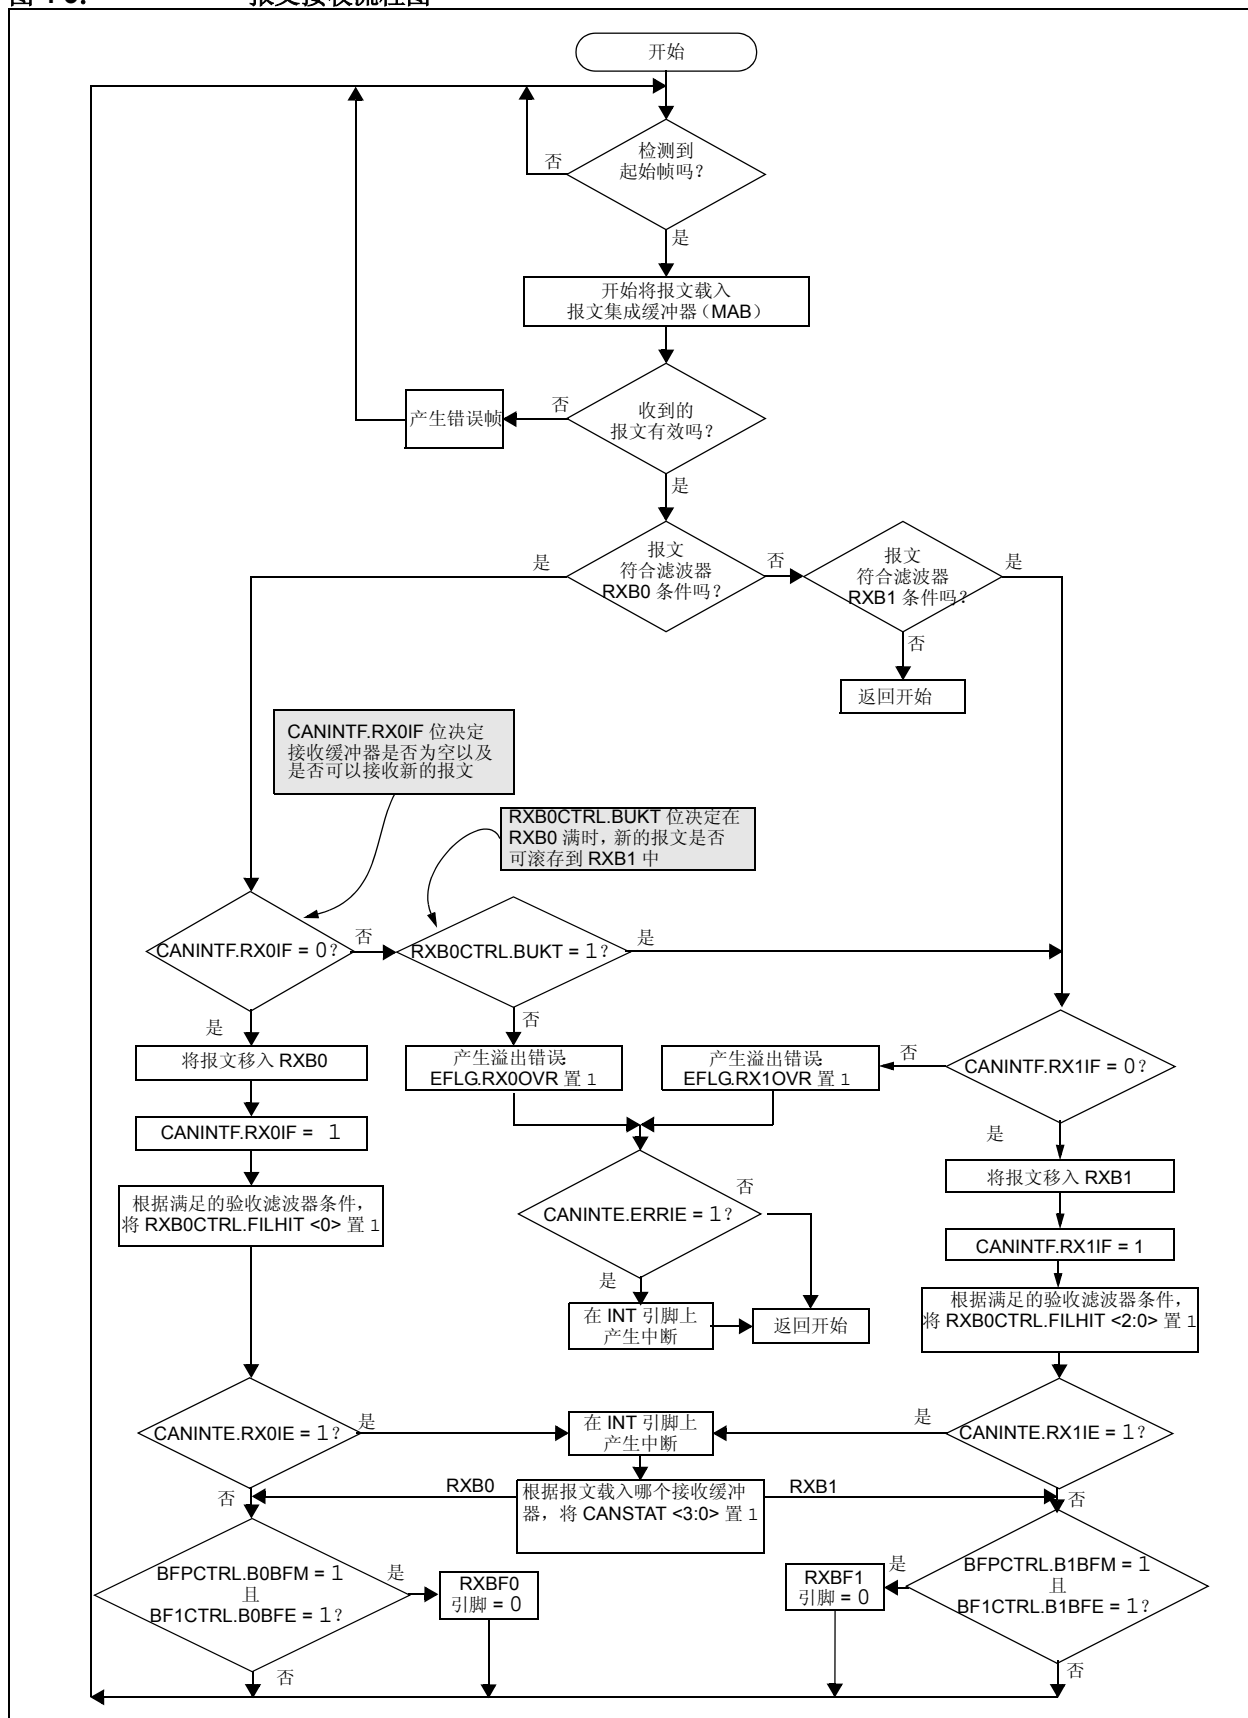 图 4-3: 报文接收流程图
开始
检测到
起始帧吗?
否
是
开始将报文载入
报文集成缓冲器(MAB)
收到的
报文有效吗?
否
产生错误帧
是
报文
符合滤波器
RXB0 条件吗?
是
否
报文
符合滤波器
RXB1 条件吗?
是
否
返回开始
CANINTF.RX0IF 位决定
接收缓冲器是否为空以及
是否可以接收新的报文
RXB0CTRL.BUKT 位决定在
RXB0 满时,新的报文是否
可滚存到 RXB1 中
CANINTF.RX0IF = 0?
否
RXB0CTRL.BUKT = 1?
是
是
否
将报文移入 RXB0
产生溢出错误:
EFLG.RX0OVR 置 1
产生溢出错误:
EFLG.RX1OVR 置 1
否
CANINTF.RX1IF = 0?
CANINTF.RX0IF = 1
是
将报文移入 RXB1
根据满足的验收滤波器条件,
将 RXB0CTRL.FILHIT <0> 置 1
CANINTE.ERRIE = 1?
否
是
CANINTF.RX1IF = 1
在 INT 引脚上
产生中断
返回开始
根据满足的验收滤波器条件,
将 RXB0CTRL.FILHIT <2:0> 置 1
CANINTE.RX0IE = 1?
是
在 INT 引脚上
产生中断
是
CANINTE.RX1IE = 1?
否
RXB0
根据报文载入哪个接收缓冲
器,将 CANSTAT <3:0> 置 1
RXB1
否
BFPCTRL.B0BFM = 1
且
BF1CTRL.B0BFE = 1?
是
RXBF0
引脚 = 0
RXBF1
引脚 = 0
是
BFPCTRL.B1BFM = 1
且
BF1CTRL.B1BFE = 1?
否
否